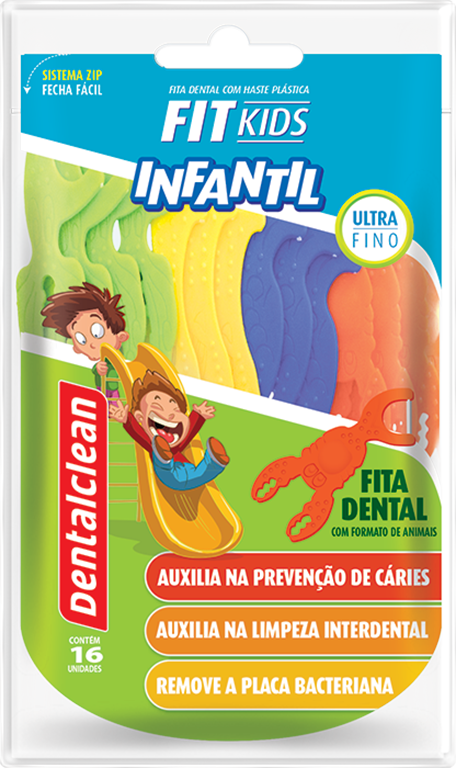 SISTEMA ZIP
FECHA FÁCIL
FITA DENTAL COM HASTE PLÁSTICA
FIT KIDS
INFANTIL
ULTRA
FINO
Dentalclean
FITA
DENTAL
COM FORMATO DE ANIMAIS
AUXILIA NA PREVENÇÃO DE CÁRIES
AUXILIA NA LIMPEZA INTERDENTAL
REMOVE A PLACA BACTERIANA
CONTÉM
16
UNIDADES